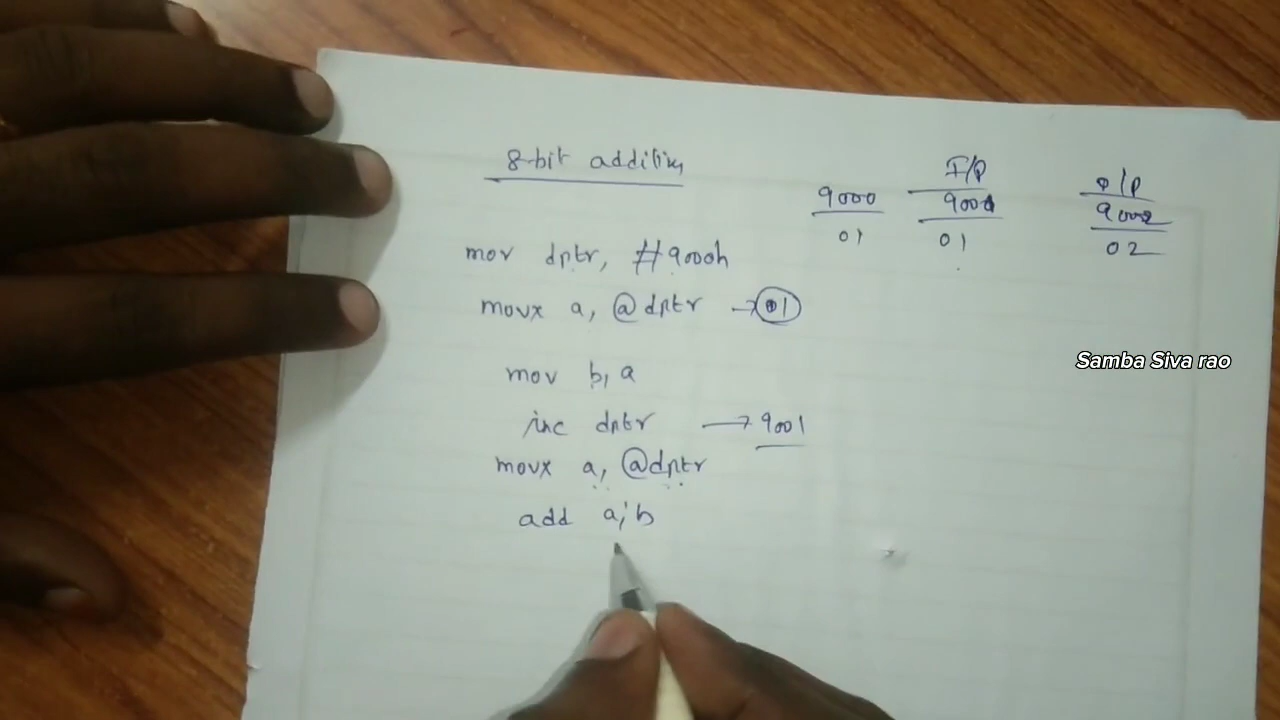 8-bit addition
I/P
O/P
9000 9001 9002
01 01 02
mov dptr, #9000h
movx a, @dptr → 01
mov b, a
inc dptr → 9001
movx a, @dptr
add a, b
Samba Siva rao